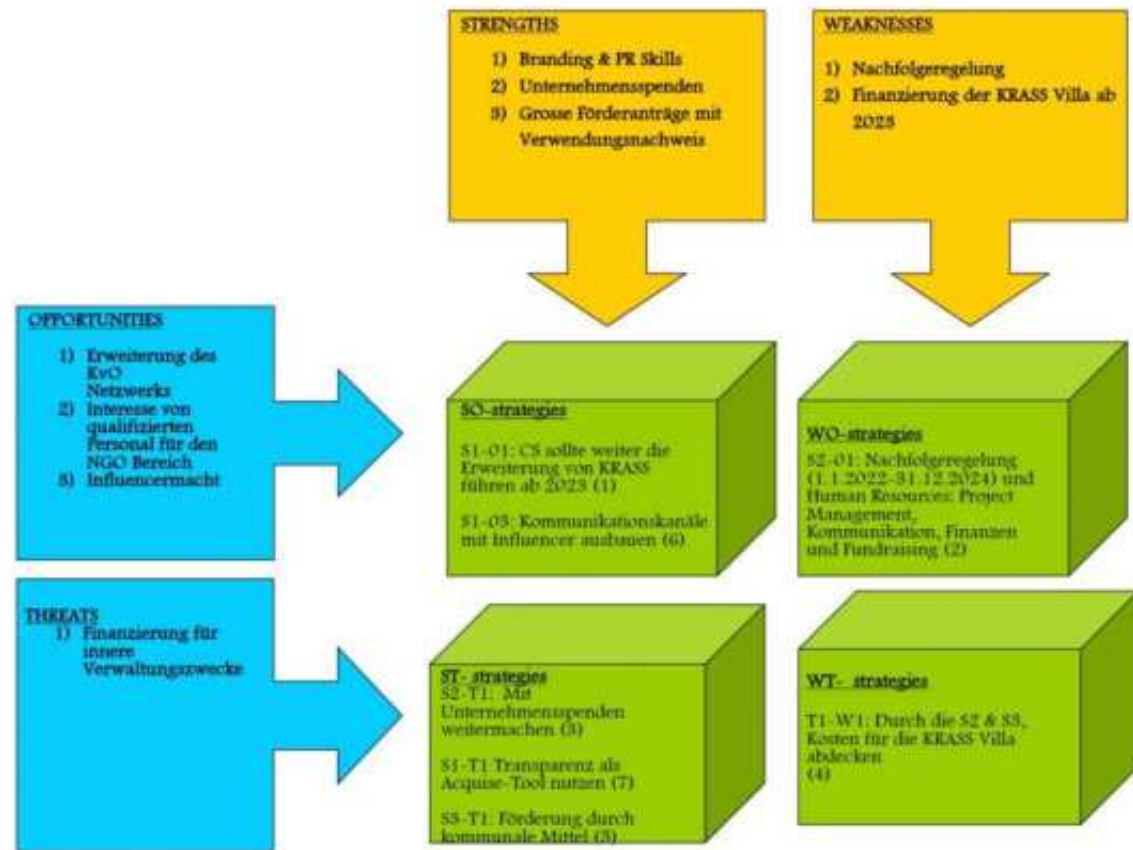 STRENGTHS
1) Branding & PR Skills
2) Unternehmensspenden
3) Grosse Förderanträge mit
Verwendungsnachweis
WEAKNESSES
1) Nachfolgeregelung
2) Finanzierung der KRASS Villa ab
2023
OPPORTUNITIES
1) Erweiterung des
KvO
Netzwerks
2) Interesse von
qualifizierten
Personal für den
NGO Bereich
3) Influencermacht
SO-strategies
S1-O1: CS sollte weiter die
Erweiterung von KRASS
führen ab 2023 (1)
S1-O3: Kommunikationskanäle
mit Influencer ausbauen (6)
WO-strategies
S2-O1: Nachfolgeregelung
(1.1.2022-31.12.2024) und
Human Resources: Project
Management,
Kommunikation, Finanzen
und Fundraising (2)
THREATS
1) Finanzierung für
innere
Verwaltungszwecke
ST- strategies
S2-T1: Mit
Unternehmensspenden
weitermachen (3)
S1-T1 Transparenz als
Acquise-Tool nutzen (7)
S3-T1: Förderung durch
kommunale Mittel (3)
WT- strategies
T1-W1: Durch die S2 & S3,
Kosten für die KRASS Villa
abdecken
(4)